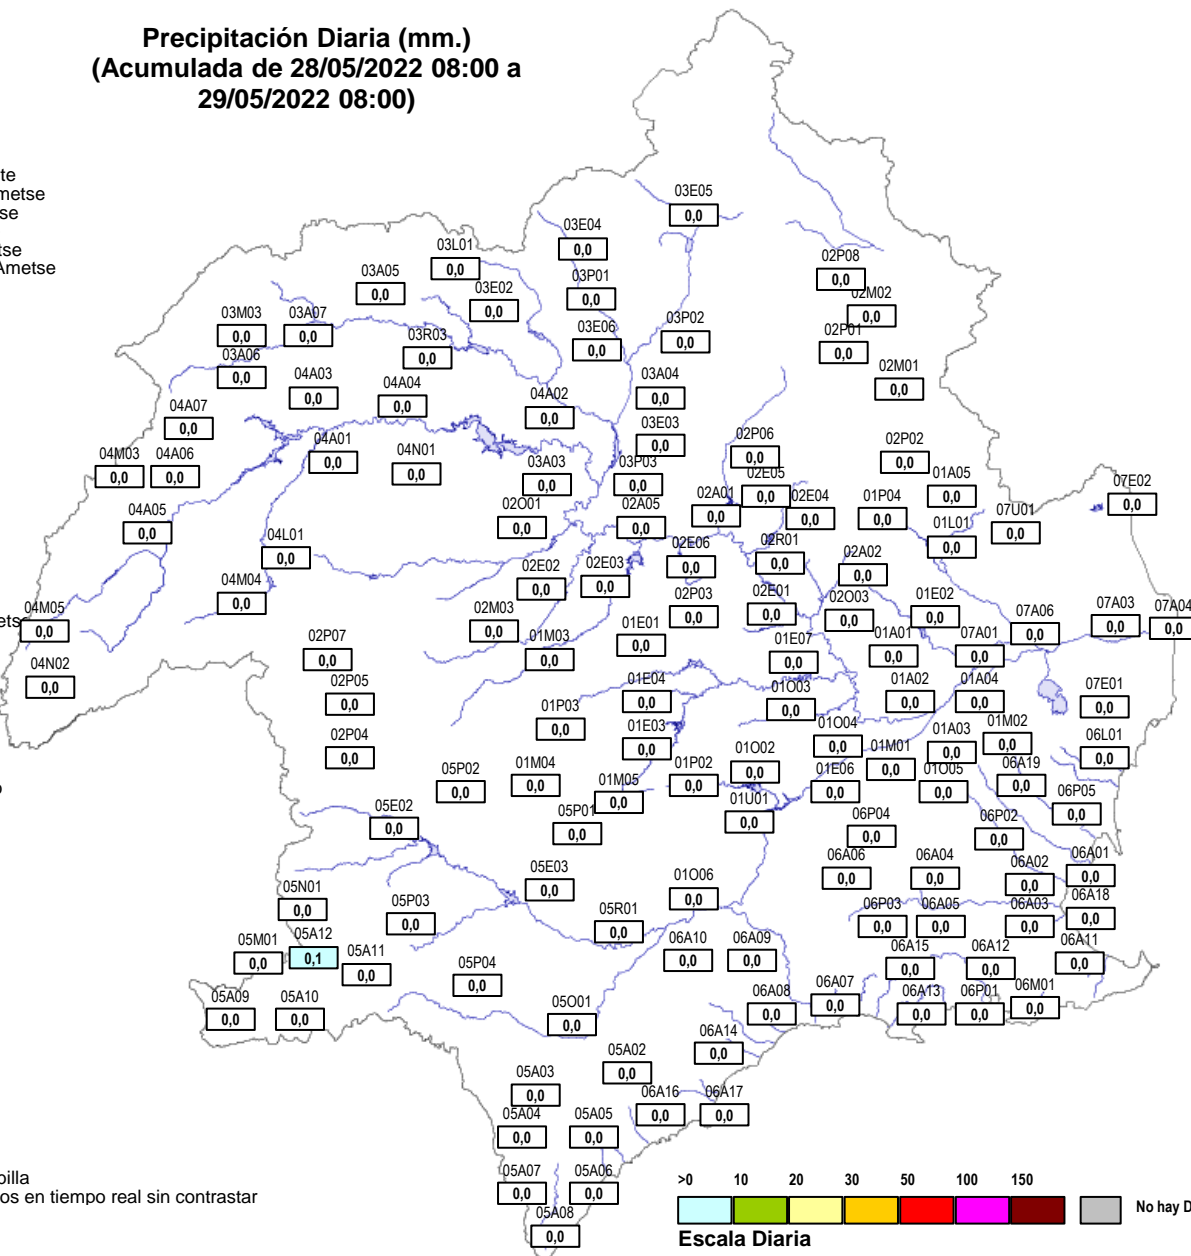 Precipitación Diaria (mm.)
(Acumulada de 28/05/2022 08:00 a
29/05/2022 08:00)
03E05
0,0
03E04
0,0
03L01
0,0
02P08
0,0
03A05
0,0
03P01
0,0
03E02
0,0
02M02
0,0
03M03
0,0
03A07
0,0
03P02
0,0
03E06
0,0
02P01
0,0
03R03
0,0
03A06
0,0
04A03
0,0
04A04
0,0
03A04
0,0
02M01
0,0
04A02
0,0
04A07
0,0
03E03
0,0
02P06
0,0
02P02
0,0
04A01
0,0
04N01
0,0
04M03
0,0
04A06
0,0
03A03
0,0
03P03
0,0
02E05
0,0
01A05
0,0
07E02
0,0
02A01
0,0
02E04
0,0
01P04
0,0
04A05
0,0
02O01
0,0
02A05
0,0
07U01
0,0
01L01
0,0
04L01
0,0
02E06
0,0
02R01
0,0
02A02
0,0
02E02
0,0
02E03
0,0
04M04
0,0
02P03
0,0
02E01
0,0
02O03
0,0
01E02
0,0
04M05
0,0
02M03
0,0
07A06
0,0
07A03
0,0
07A04
0,0
01E01
0,0
02P07
0,0
01M03
0,0
01E07
0,0
01A01
0,0
07A01
0,0
04N02
0,0
02P05
0,0
01E04
0,0
01O03
0,0
01A02
0,0
01A04
0,0
07E01
0,0
01P03
0,0
02P04
0,0
01E03
0,0
01O04
0,0
01A03
0,0
01M02
0,0
06L01
0,0
01M01
0,0
05P02
0,0
01M04
0,0
01M05
0,0
01P02
0,0
01O02
0,0
01E06
0,0
01O05
0,0
06A19
0,0
06P05
0,0
05E02
0,0
05P01
0,0
01U01
0,0
06P04
0,0
06P02
0,0
06A06
0,0
06A04
0,0
06A02
0,0
06A01
0,0
05E03
0,0
01O06
0,0
05N01
0,0
05P03
0,0
05R01
0,0
06P03
0,0
06A05
0,0
06A03
0,0
06A18
0,0
05M01
0,0
05A12
0,1
05A11
0,0
06A10
0,0
06A09
0,0
06A15
0,0
06A12
0,0
06A11
0,0
05P04
0,0
05A09
0,0
05A10
0,0
05O01
0,0
06A08
0,0
06A07
0,0
06A13
0,0
06P01
0,0
06M01
0,0
06A14
0,0
05A02
0,0
05A03
0,0
06A16
0,0
06A17
0,0
05A04
0,0
05A05
0,0
05A07
0,0
05A06
0,0
05A08
0,0
os en tiempo real sin contrastar
>0 10 20 30 50 100 150
No hay D
Escala Diaria